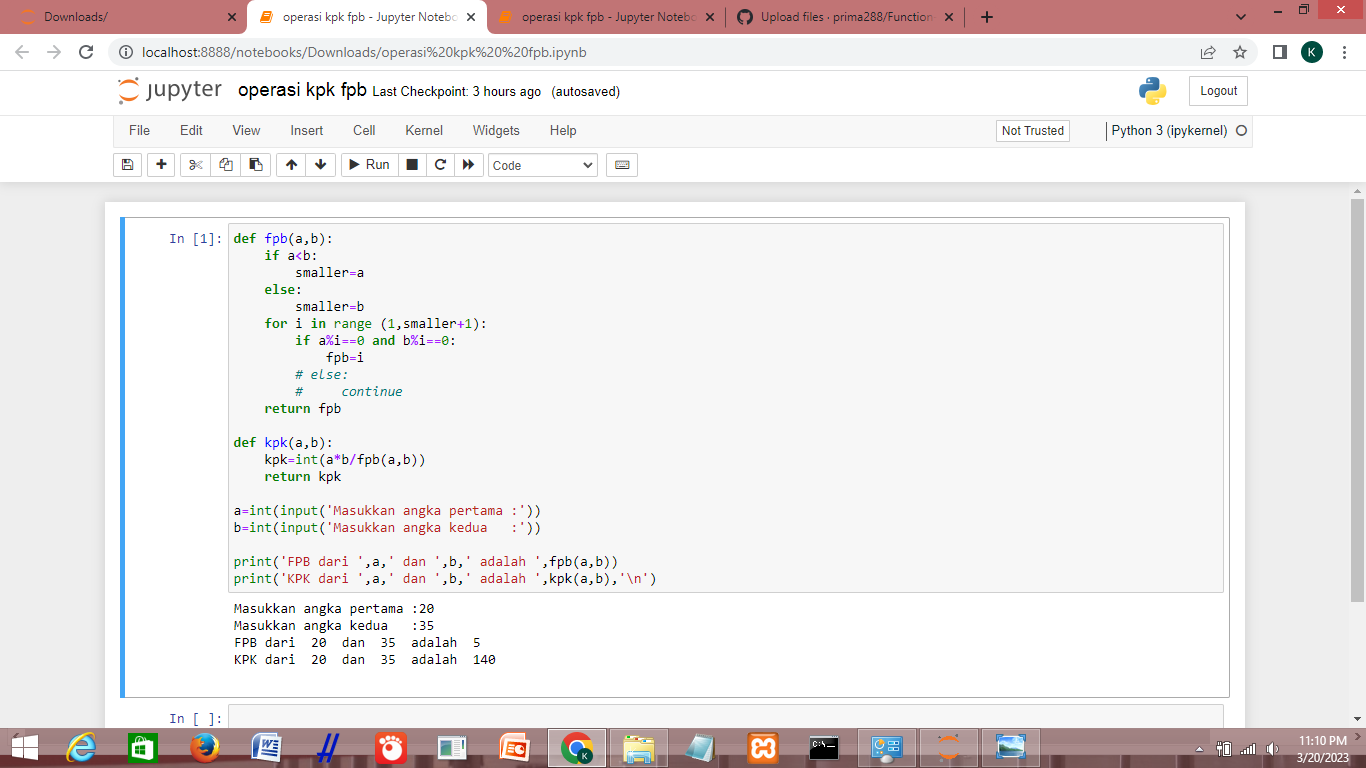 Downloads/
operasi kpk fpb - Jupyter Notebo
operasi kpk fpb - Jupyter Notebo
Upload files · prima288/Function
localhost:8888/notebooks/Downloads/operasi%20kpk%20%20fpb.ipynb
K
jupyter operasi kpk fpb Last Checkpoint: 3 hours ago (autosaved)
Logout
File Edit View Insert Cell Kernel Widgets Help
Not Trusted
Python 3 (ipykernel)
Run
Code
In [1]:
def fpb(a,b):
    if a<b:
        smaller=a
    else:
        smaller=b
    for i in range (1,smaller+1):
        if a%i==0 and b%i==0:
            fpb=i
        # else:
        #     continue
    return fpb

def kpk(a,b):
    kpk=int(a*b/fpb(a,b))
    return kpk

a=int(input('Masukkan angka pertama :'))
b=int(input('Masukkan angka kedua   :'))

print('FPB dari ',a,' dan ',b,' adalah ',fpb(a,b))
print('KPK dari ',a,' dan ',b,' adalah ',kpk(a,b),'\n')
Masukkan angka pertama :20
Masukkan angka kedua   :35
FPB dari  20  dan  35  adalah  5
KPK dari  20  dan  35  adalah  140
In [ ]:
11:10 PM
3/20/2023